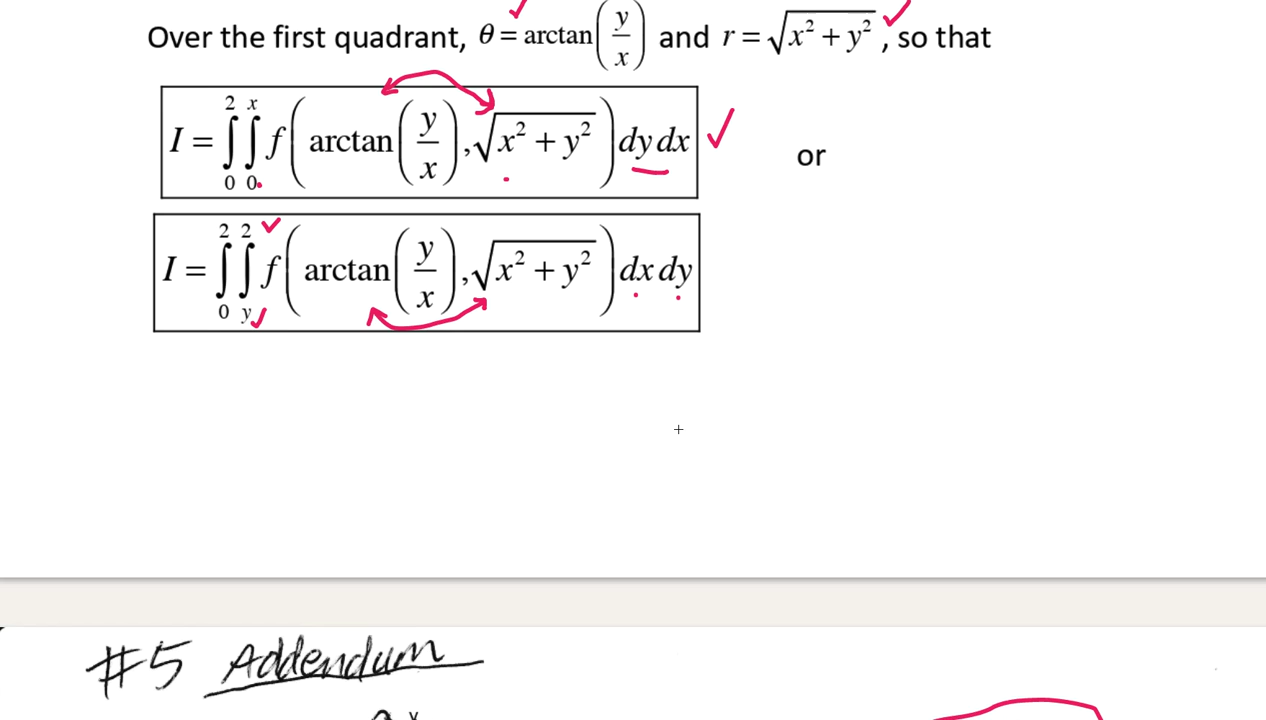 Over the first quadrant, θ = arctan(y/x) and r = √(x² + y²), so that
I = ∫₀² ∫₀ˣ f(arctan(y/x), √(x² + y²)) dy dx or
I = ∫₀² ∫ᵧ² f(arctan(y/x), √(x² + y²)) dx dy
#5 Addendum